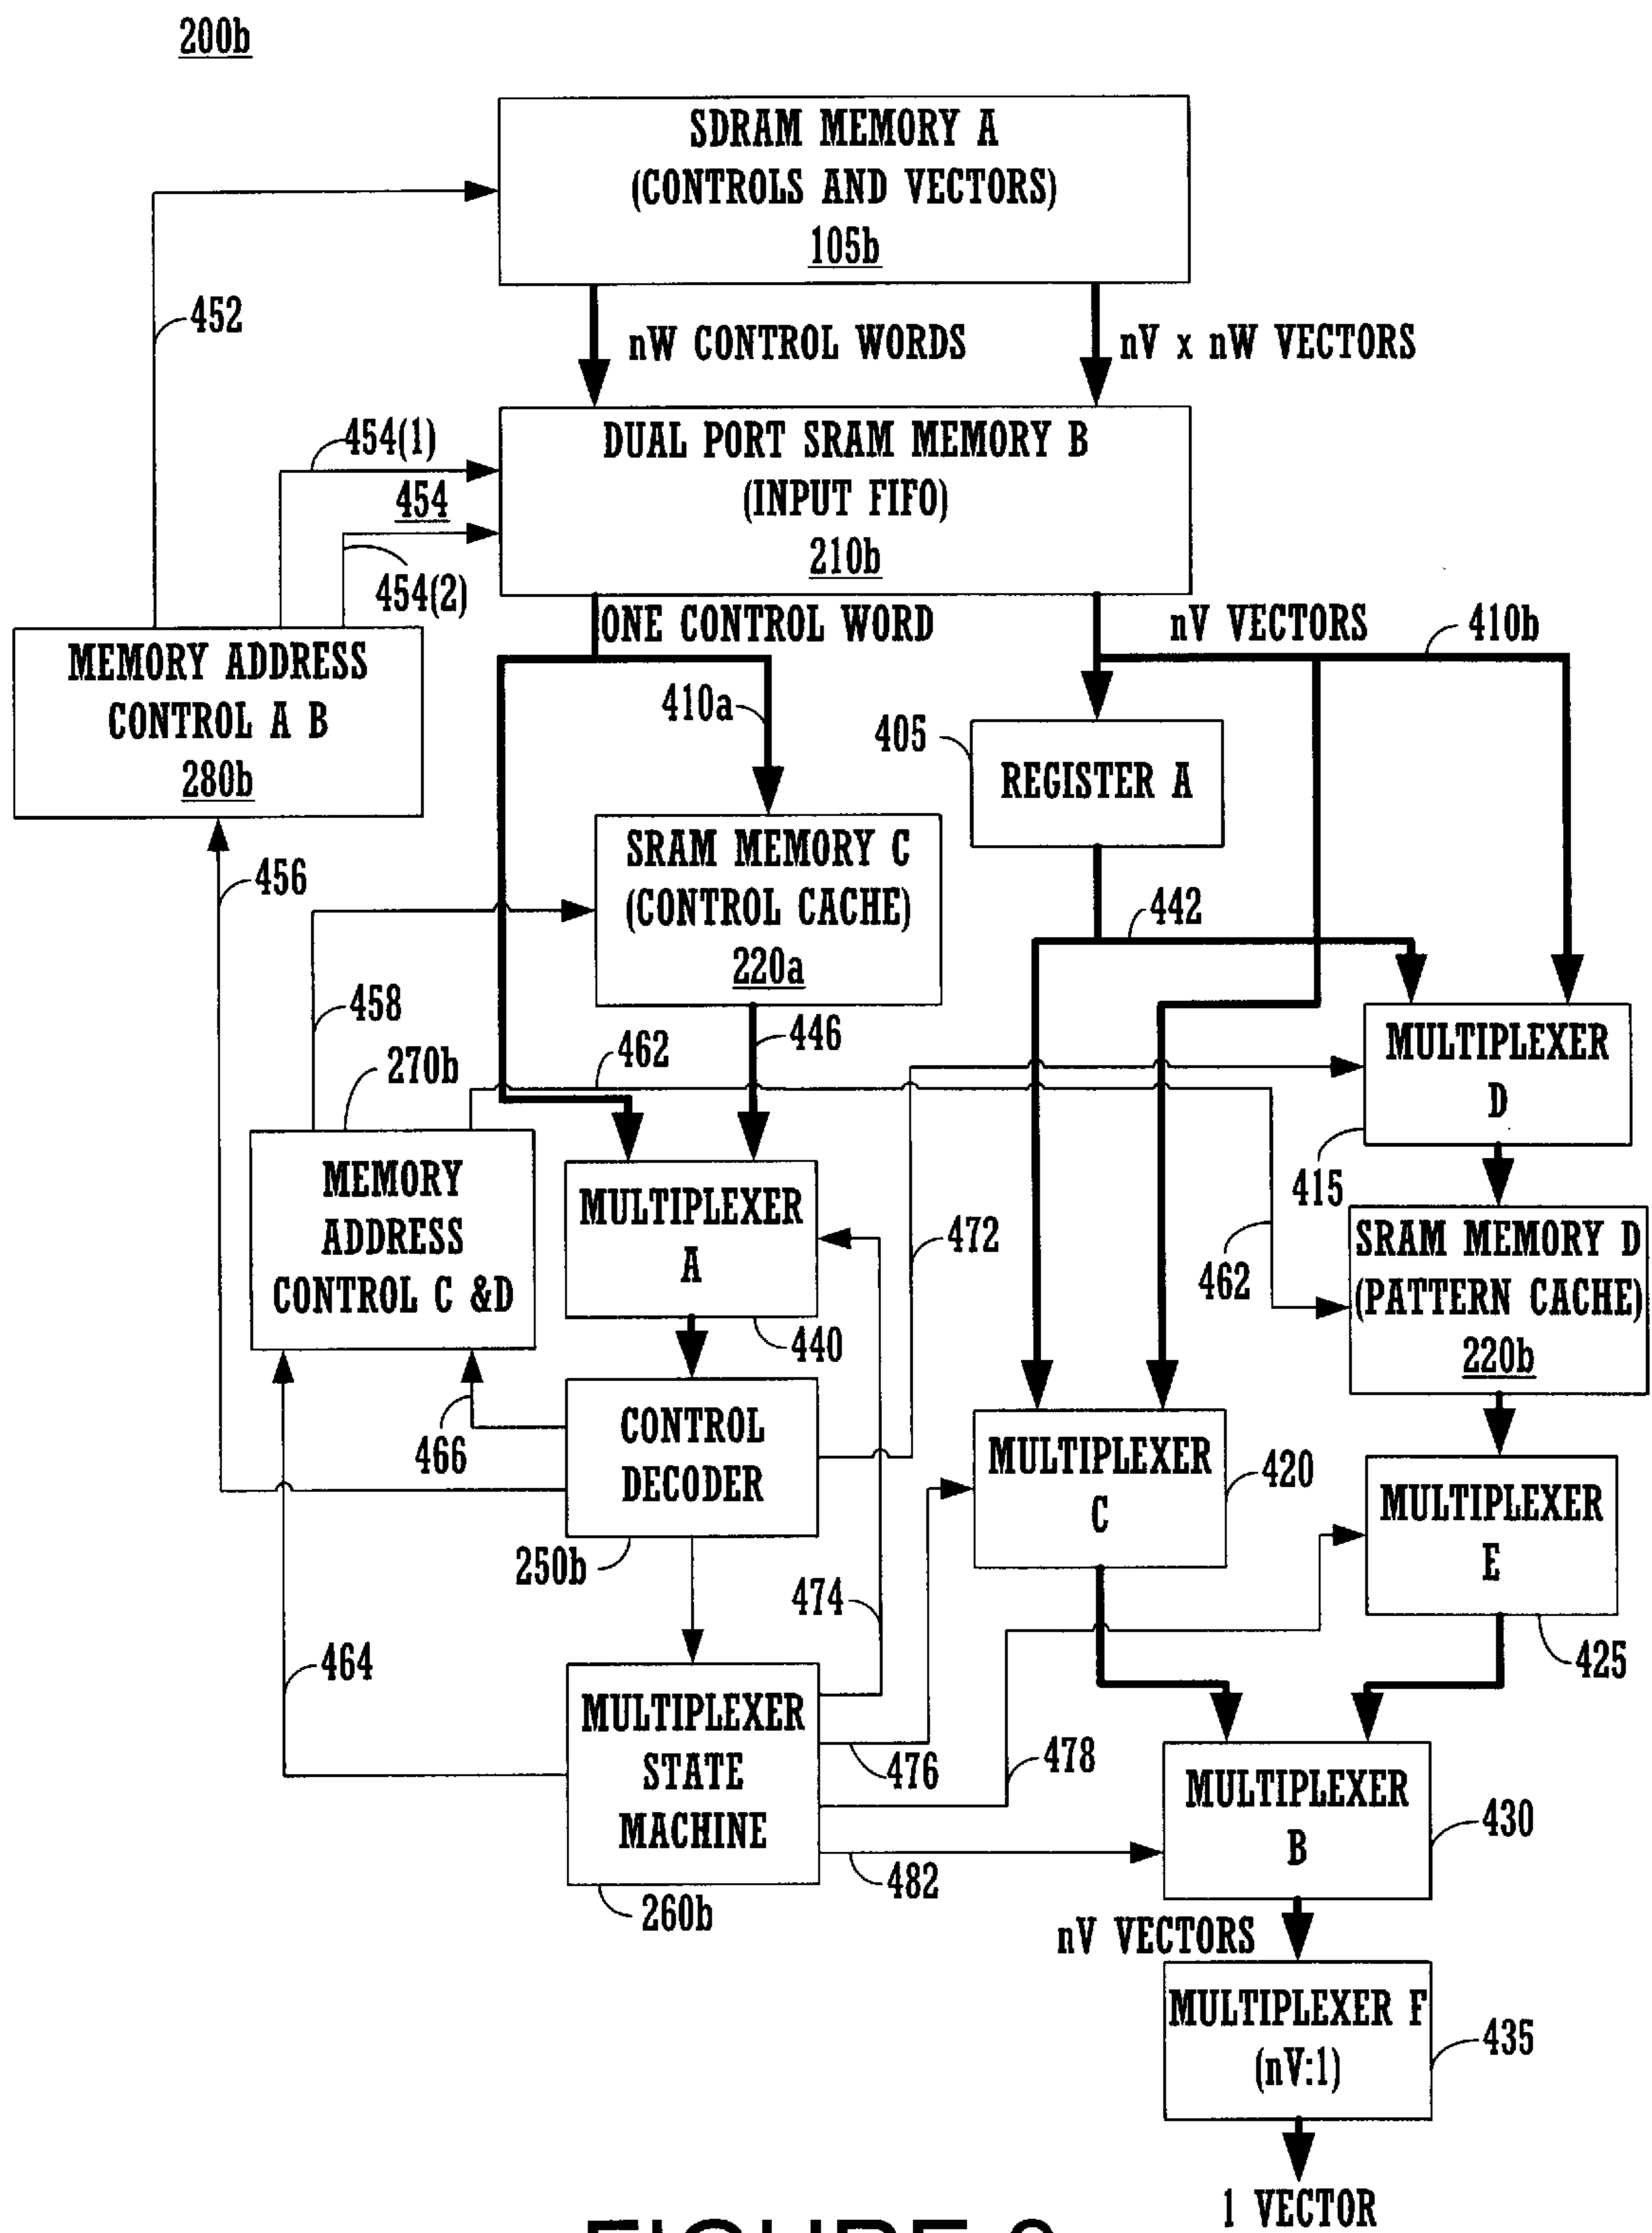 200b
SDRAM MEMORY A
(CONTROLS AND VECTORS)
105b
452
nW CONTROL WORDS
nV x nW VECTORS
454(1)
454
454(2)
DUAL PORT SRAM MEMORY B
(INPUT FIFO)
210b
ONE CONTROL WORD
nV VECTORS
410b
MEMORY ADDRESS
CONTROL A B
280b
410a
405
REGISTER A
456
SRAM MEMORY C
(CONTROL CACHE)
220a
442
458
446
462
270b
MULTIPLEXER
D
415
MEMORY
ADDRESS
CONTROL C &D
MULTIPLEXER
A
440
472
462
SRAM MEMORY D
(PATTERN CACHE)
220b
466
CONTROL
DECODER
250b
MULTIPLEXER
C
420
MULTIPLEXER
E
425
474
464
MULTIPLEXER
STATE
MACHINE
260b
476
478
482
MULTIPLEXER
B
430
nV VECTORS
MULTIPLEXER F
(nV:1)
435
1 VECTOR